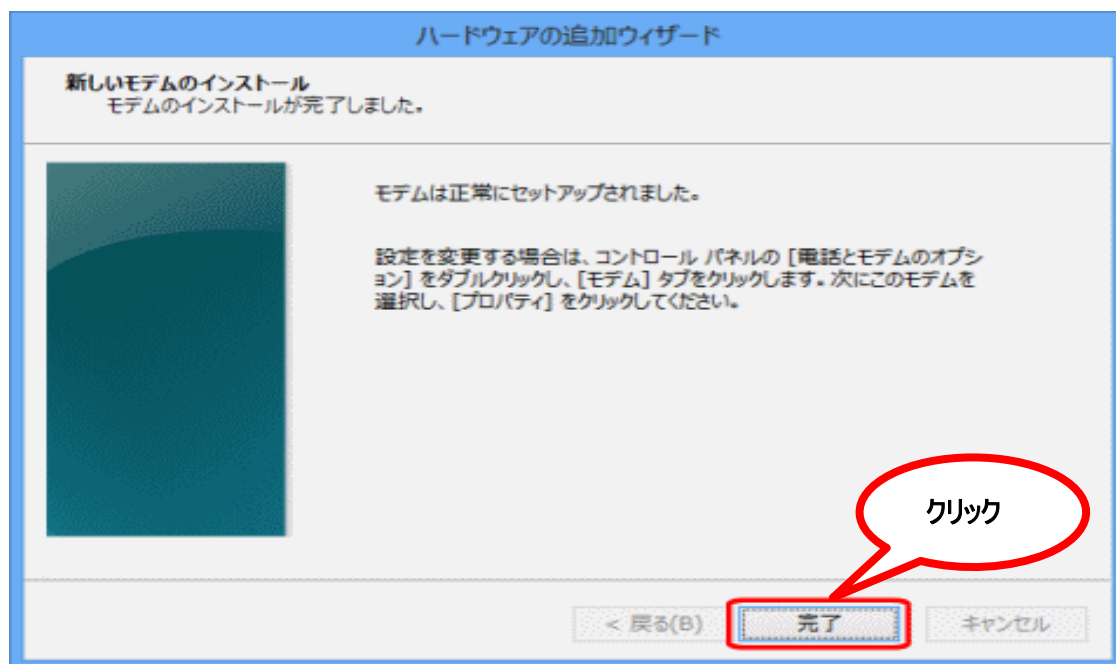 ハードウェアの追加ウィザード
新しいモデムのインストール
モデムのインストールが完了しました。
モデムは正常にセットアップされました。
設定を変更する場合は、コントロール パネルの [電話とモデムのオプシ
ョン] をダブルクリックし、[モデム] タブをクリックします。次にこのモデムを
選択し、[プロパティ] をクリックしてください。
クリック
< 戻る(B)
完了
キャンセル